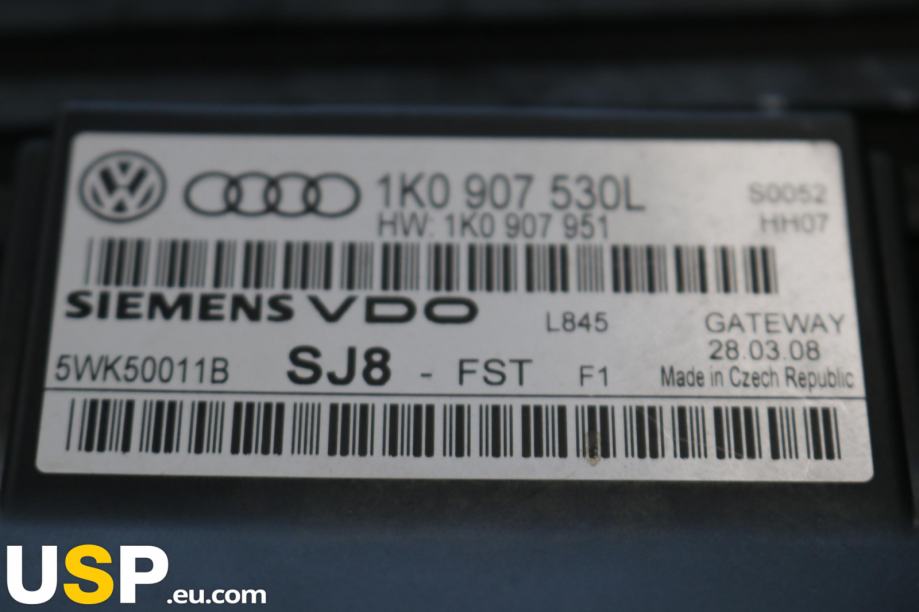 1K0 907 530L S0052
HW: 1K0 907 951 HH07
SIEMENS VDO L845 GATEWAY
28.03.08
5WK50011B SJ8 - FST F1 Made in Czech Republic
USP.eu.com